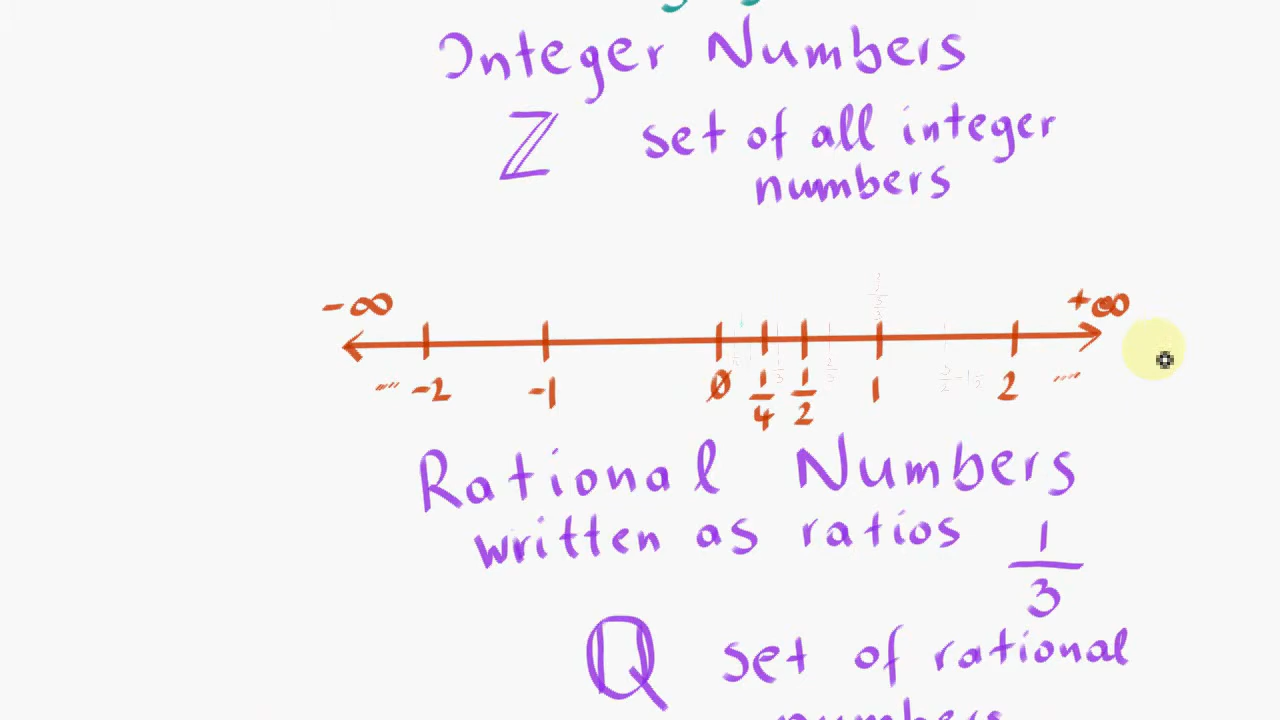 Integer Numbers
ℤ set of all integer
numbers
-∞ +∞
.... -2 -1 0 1/4 1/2 1 2 ....
Rational Numbers
written as ratios 1/3
ℚ set of rational
numbers